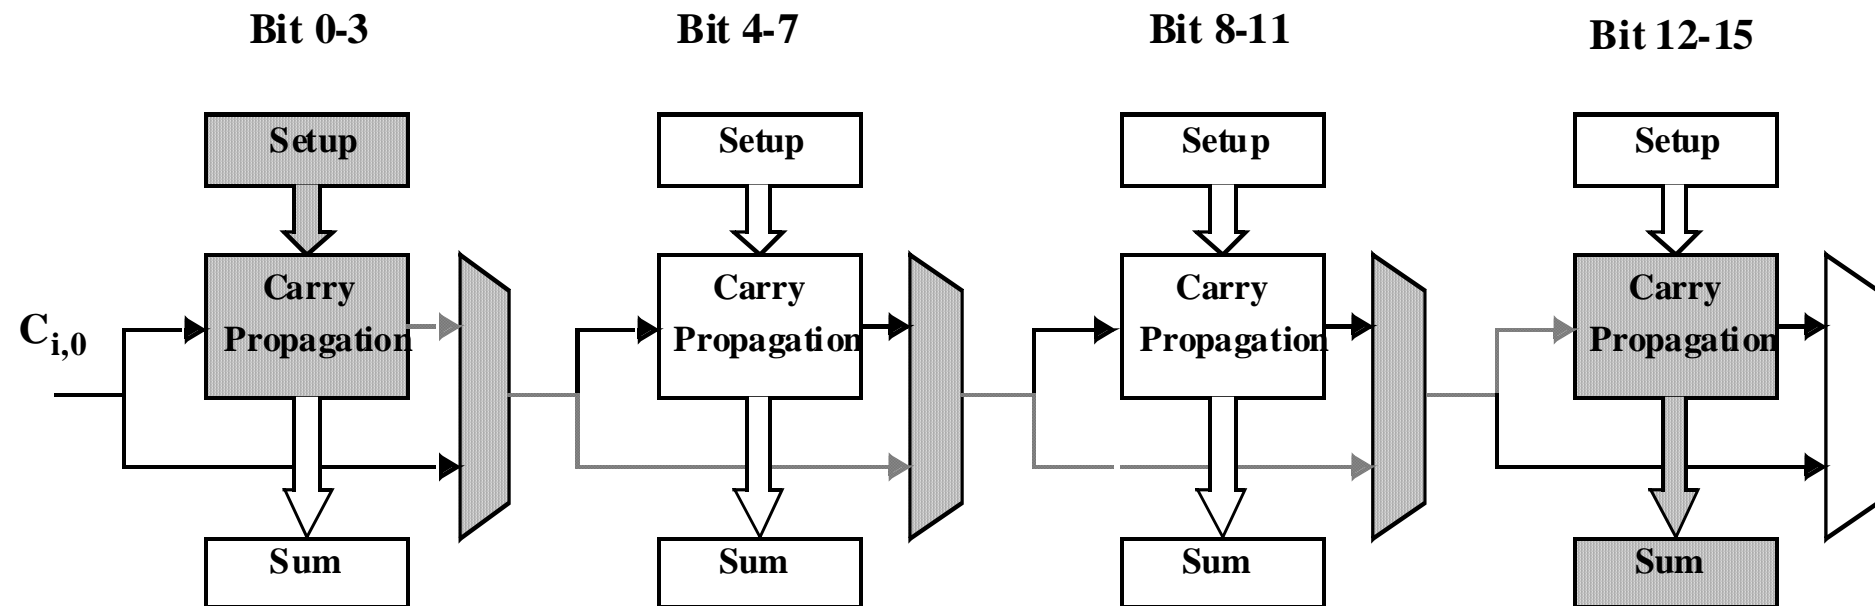 Bit 0-3
Bit 4-7
Bit 8-11
Bit 12-15
Setup
Setup
Setup
Setup
Carry
Propagation
Carry
Propagation
Carry
Propagation
Carry
Propagation
Ci,0
Sum
Sum
Sum
Sum